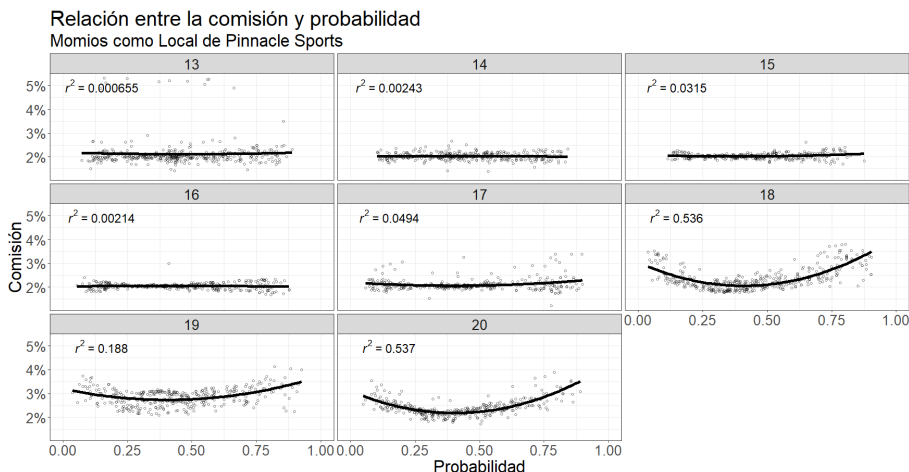 Relación entre la comisión y probabilidad
Momios como Local de Pinnacle Sports
13 14 15
r² = 0.000655 r² = 0.00243 r² = 0.0315
5%
4%
3%
2%
16 17 18
r² = 0.00214 r² = 0.0494 r² = 0.536
5%
4%
3%
2%
Comisión
0.00 0.25 0.50 0.75 1.00
19 20
r² = 0.188 r² = 0.537
5%
4%
3%
2%
0.00 0.25 0.50 0.75 1.00 0.00 0.25 0.50 0.75 1.00
Probabilidad